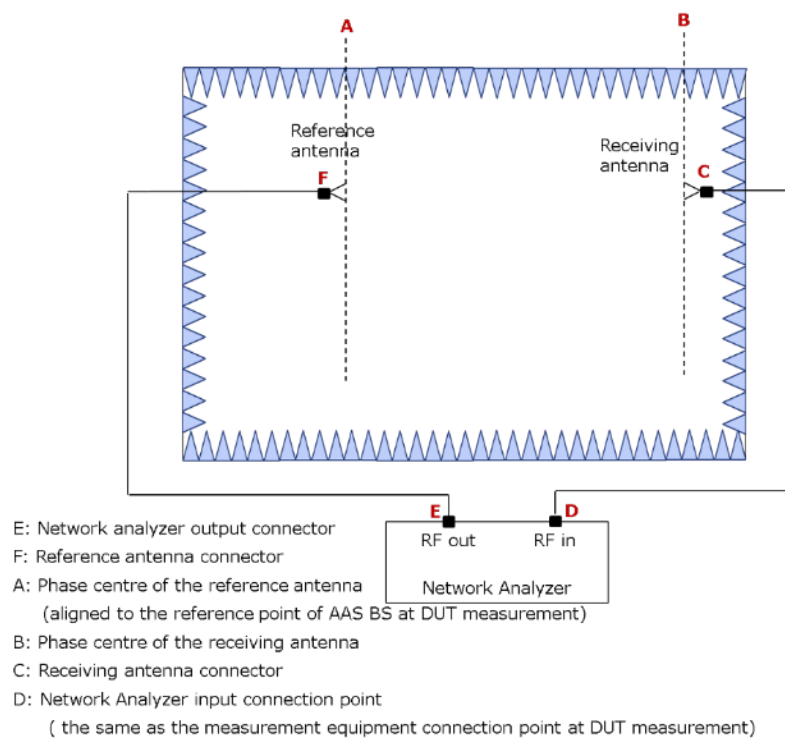 A
B
Reference
antenna
Receiving
antenna
F
C
E
D
RF out
RF in
Network Analyzer
E: Network analyzer output connector
F: Reference antenna connector
A: Phase centre of the reference antenna
(aligned to the reference point of AAS BS at DUT measurement)
B: Phase centre of the receiving antenna
C: Receiving antenna connector
D: Network Analyzer input connection point
( the same as the measurement equipment connection point at DUT measurement)